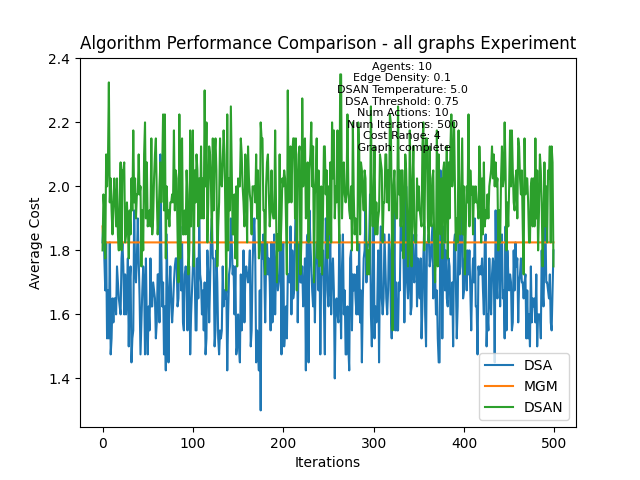 Algorithm Performance Comparison - all graphs Experiment
Agents: 10
Edge Density: 0.1
DSAN Temperature: 5.0
DSA Threshold: 0.75
Num Actions: 10
Num Iterations: 500
Cost Range: 4
Graph: complete
2.4
2.2
2.0
1.8
1.6
1.4
Average Cost
0
100
200
300
400
500
Iterations
DSA
MGM
DSAN